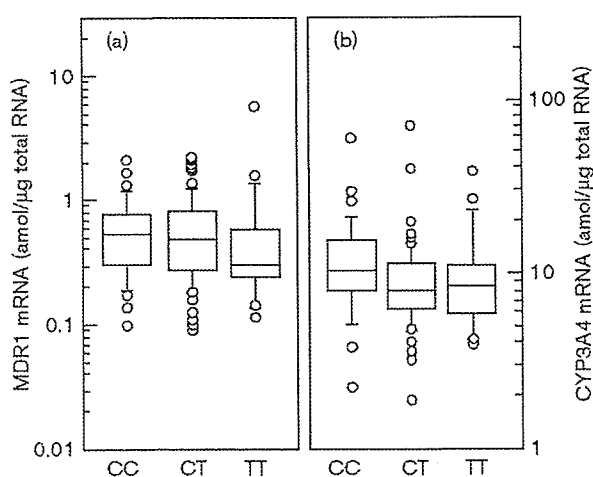 (a)
(b)
MDR1 mRNA (amol/µg total RNA)
10
1
0.1
0.01
CC CT TT
CC CT TT
100
10
1
CYP3A4 mRNA (amol/µg total RNA)